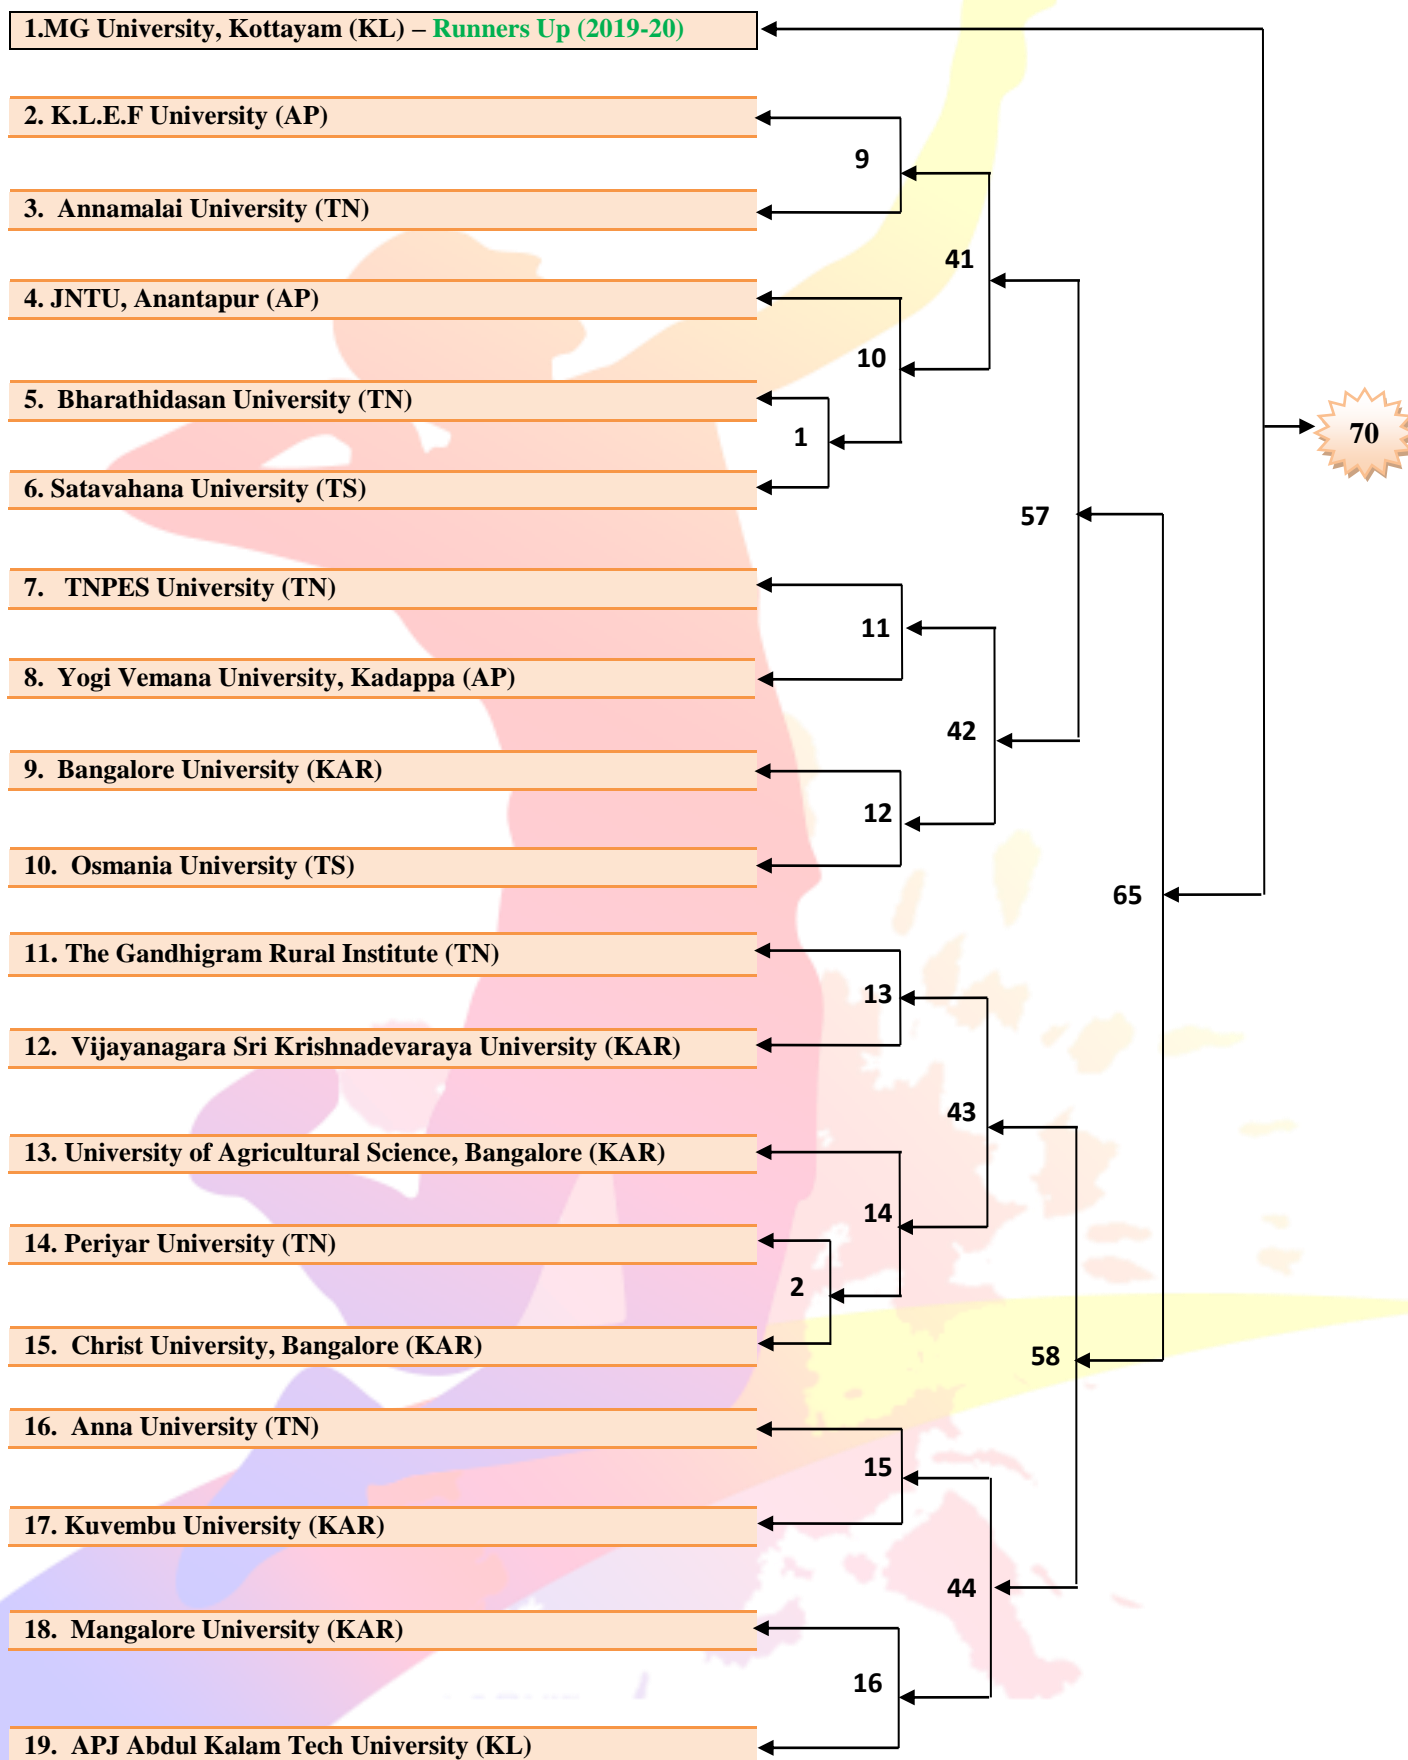 1.MG University, Kottayam (KL) – Runners Up (2019-20)
2. K.L.E.F University (AP)
9
3. Annamalai University (TN)
41
4. JNTU, Anantapur (AP)
10
5. Bharathidasan University (TN)
1
70
6. Satavahana University (TS)
57
7. TNPES University (TN)
11
8. Yogi Vemana University, Kadappa (AP)
42
9. Bangalore University (KAR)
12
10. Osmania University (TS)
65
11. The Gandhigram Rural Institute (TN)
13
12. Vijayanagara Sri Krishnadevaraya University (KAR)
43
13. University of Agricultural Science, Bangalore (KAR)
14
14. Periyar University (TN)
2
15. Christ University, Bangalore (KAR)
58
16. Anna University (TN)
15
17. Kuvembu University (KAR)
44
18. Mangalore University (KAR)
16
19. APJ Abdul Kalam Tech University (KL)